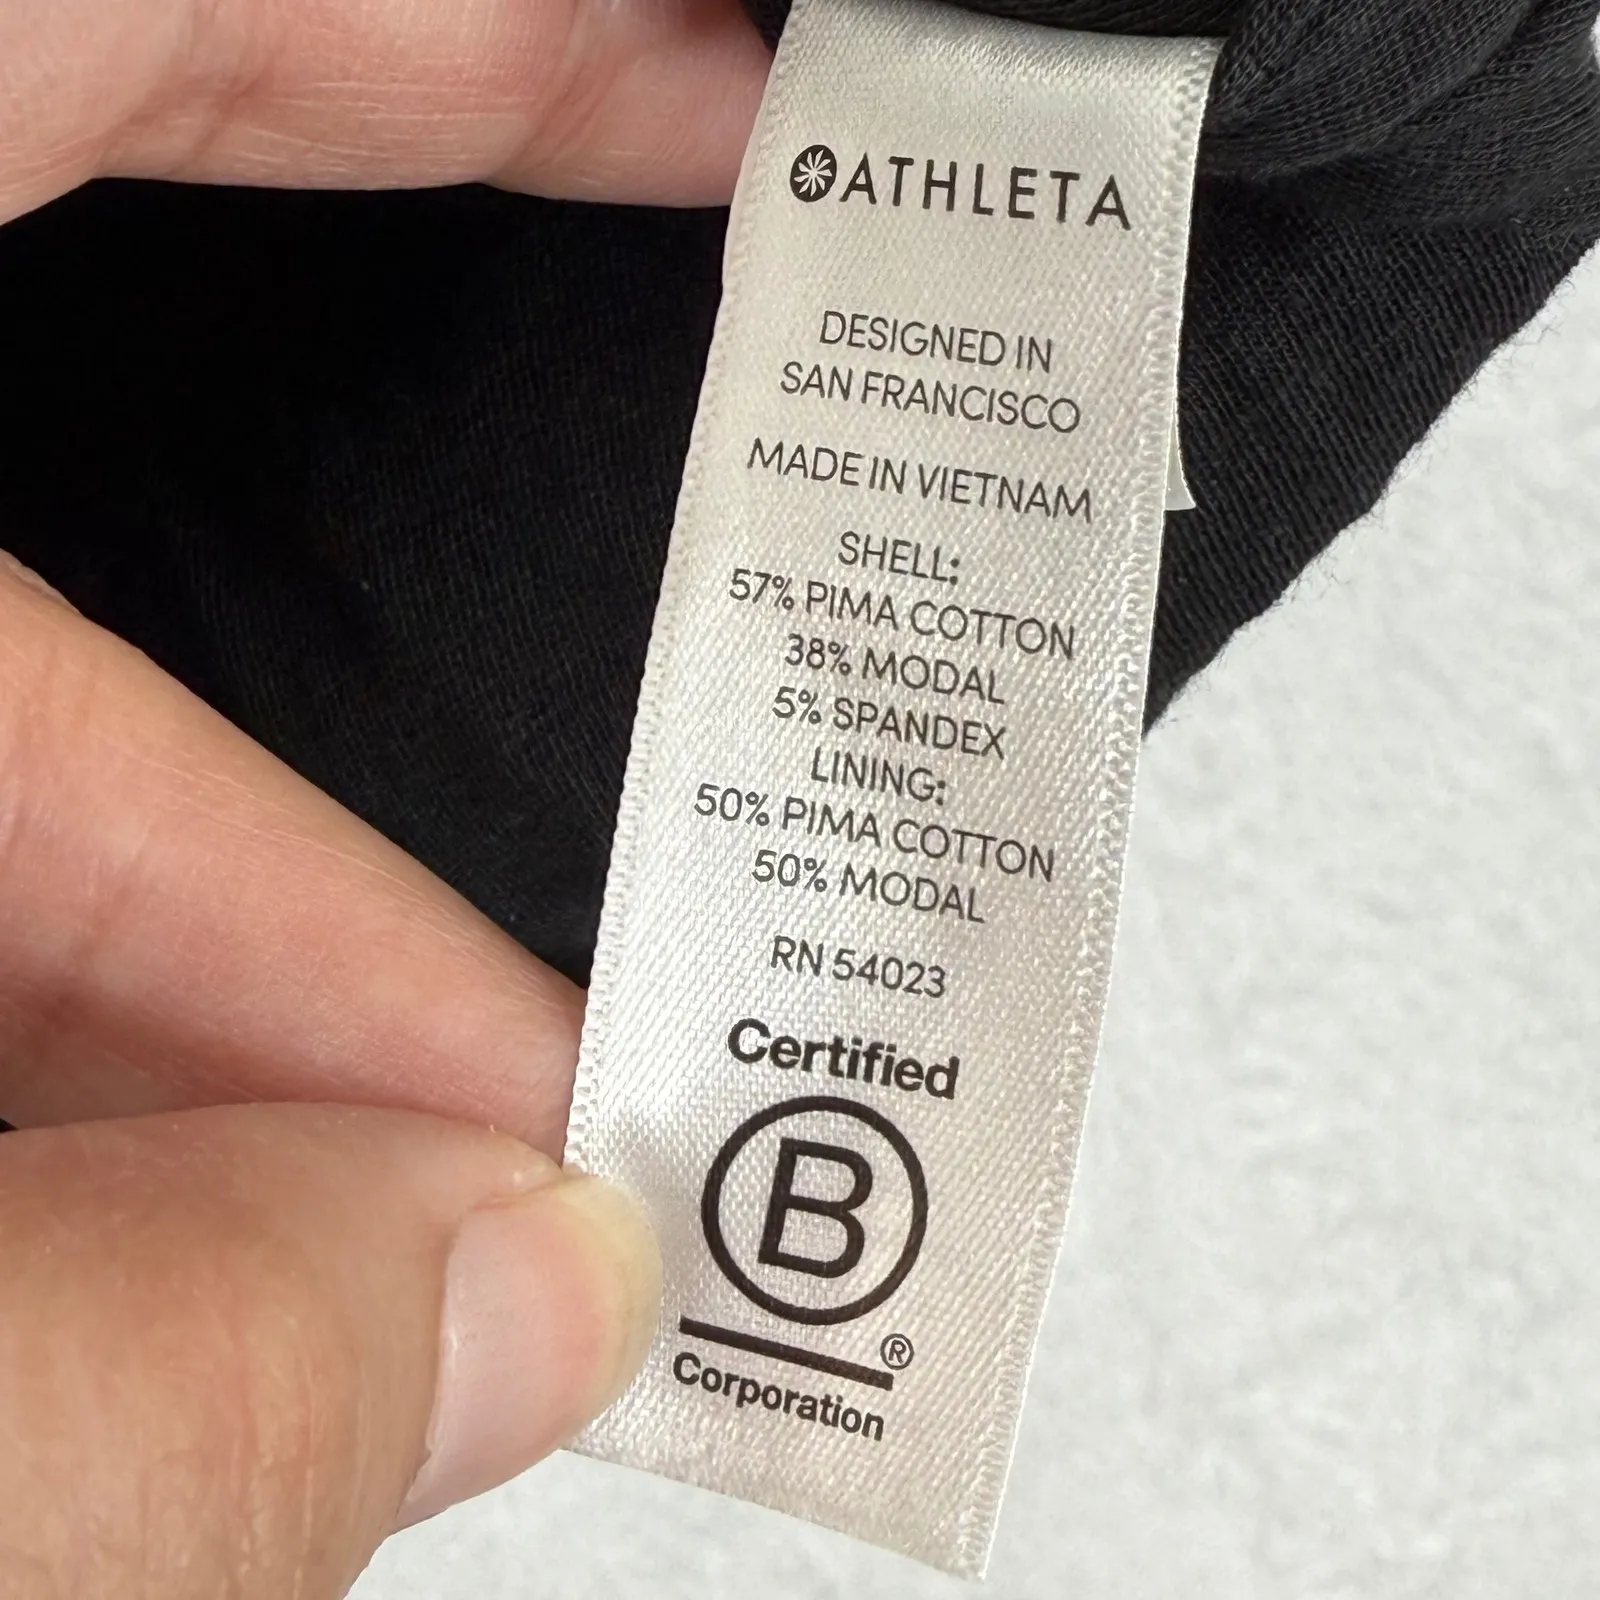 ATHLETA
DESIGNED IN
SAN FRANCISCO
MADE IN VIETNAM
SHELL:
57% PIMA COTTON
38% MODAL
5% SPANDEX
LINING:
50% PIMA COTTON
50% MODAL
RN 54023
Certified
B
®
Corporation